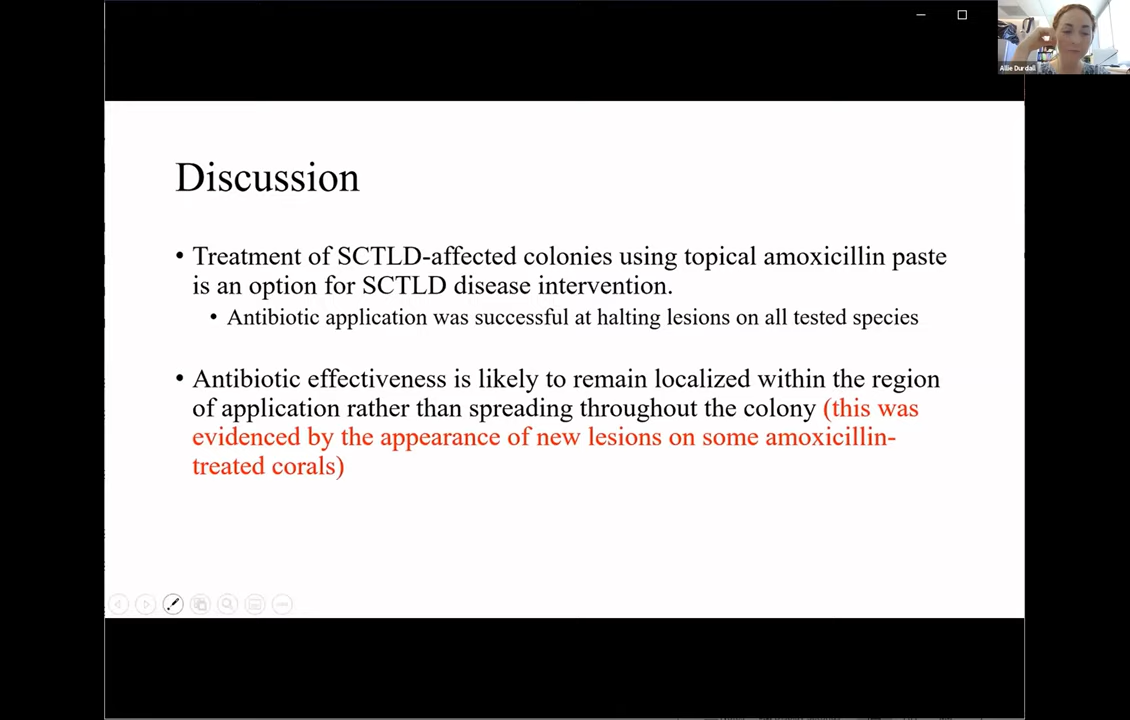 Allie Durdall
Discussion
• Treatment of SCTLD-affected colonies using topical amoxicillin paste
is an option for SCTLD disease intervention.
• Antibiotic application was successful at halting lesions on all tested species
• Antibiotic effectiveness is likely to remain localized within the region
of application rather than spreading throughout the colony (this was
evidenced by the appearance of new lesions on some amoxicillin-
treated corals)